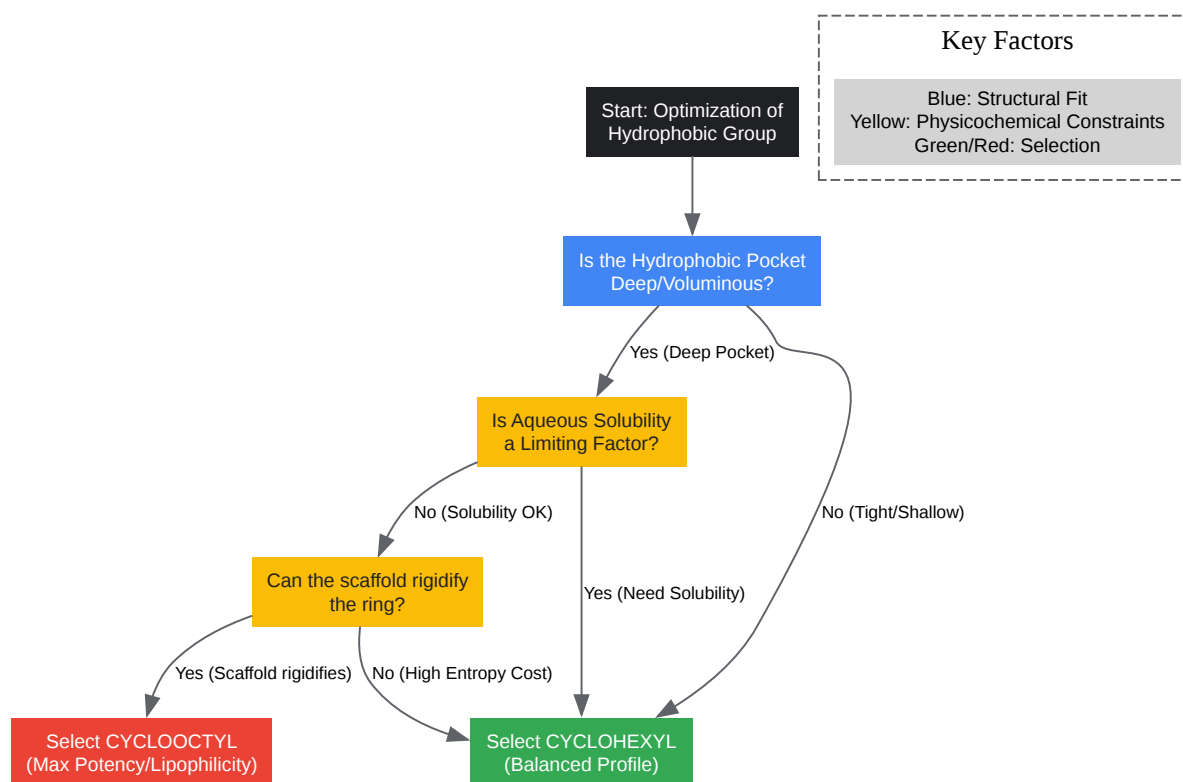 Key Factors
Blue: Structural Fit
Yellow: Physicochemical Constraints
Green/Red: Selection
Start: Optimization of
Hydrophobic Group
Is the Hydrophobic Pocket
Deep/Voluminous?
Yes (Deep Pocket)
Is Aqueous Solubility
a Limiting Factor?
No (Solubility OK)
No (Tight/Shallow)
Can the scaffold rigidify
the ring?
Yes (Need Solubility)
Yes (Scaffold rigidifies)
No (High Entropy Cost)
Select CYCLOOCTYL
(Max Potency/Lipophilicity)
Select CYCLOHEXYL
(Balanced Profile)